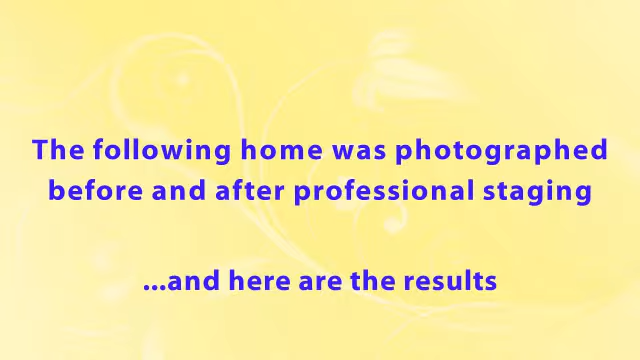 The following home was photographed
before and after professional staging
...and here are the results